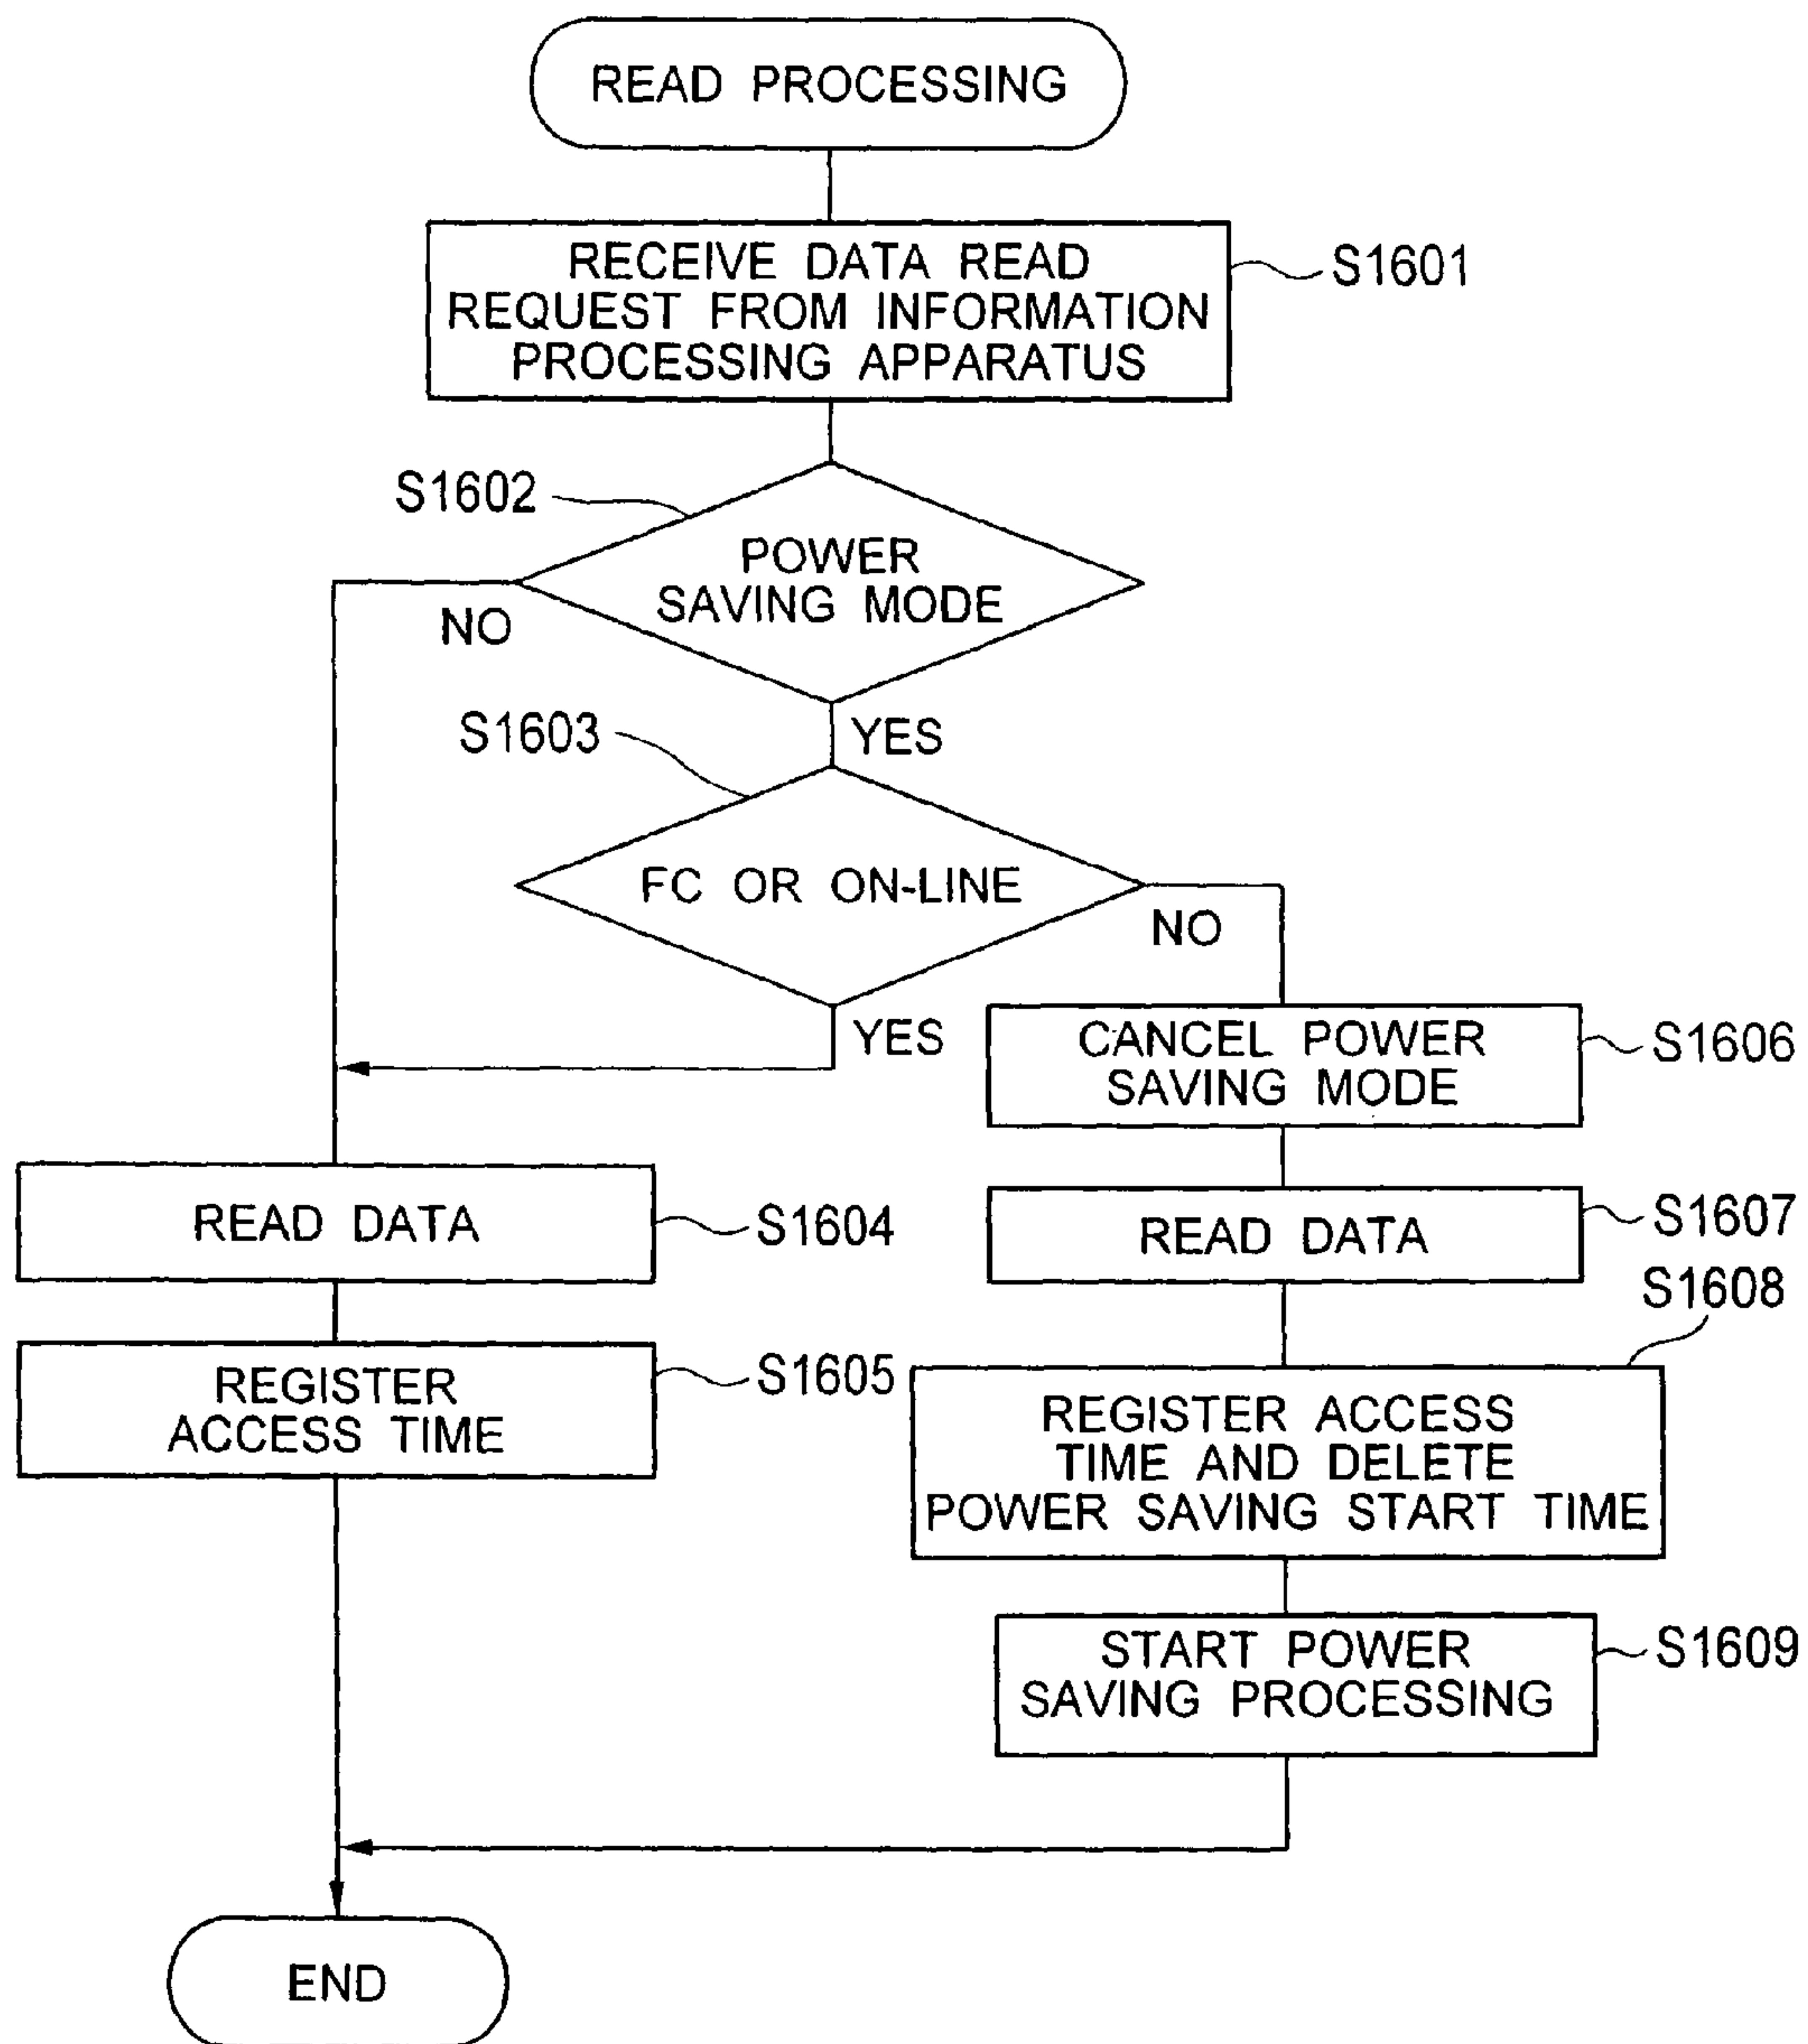 READ PROCESSING
RECEIVE DATA READ
REQUEST FROM INFORMATION
PROCESSING APPARATUS
S1601
S1602
POWER
SAVING MODE
NO
YES
S1603
FC OR ON-LINE
NO
YES
CANCEL POWER
SAVING MODE
S1606
READ DATA
S1604
READ DATA
S1607
S1608
REGISTER
ACCESS TIME
S1605
REGISTER ACCESS
TIME AND DELETE
POWER SAVING START TIME
START POWER
SAVING PROCESSING
S1609
END